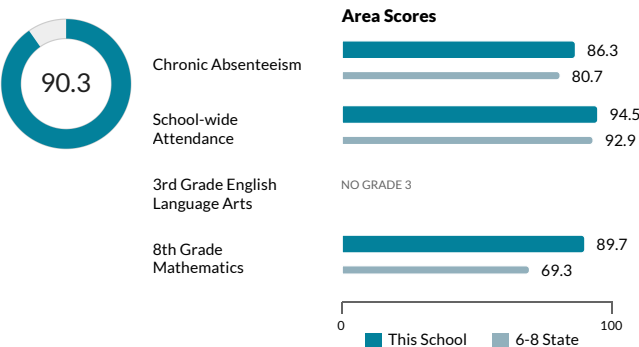 Area Scores
90.3
Chronic Absenteeism
86.3
80.7
School-wide
Attendance
94.5
92.9
3rd Grade English
Language Arts
NO GRADE 3
8th Grade
Mathematics
89.7
69.3
0
100
This School
6-8 State